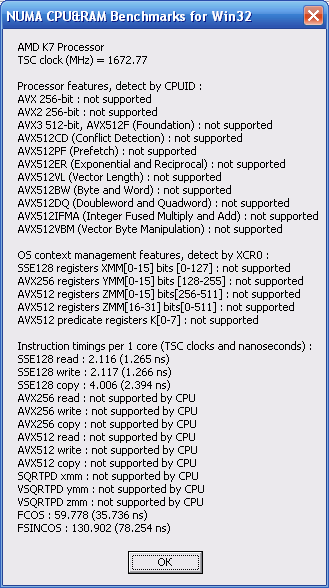 NUMA CPU&RAM Benchmarks for Win32
AMD K7 Processor
TSC clock (MHz) = 1672.77
Processor features, detect by CPUID :
AVX 256-bit : not supported
AVX2 256-bit : not supported
AVX3 512-bit, AVX512F (Foundation) : not supported
AVX512CD (Conflict Detection) : not supported
AVX512PF (Prefetch) : not supported
AVX512ER (Exponential and Reciprocal) : not supported
AVX512VL (Vector Length) : not supported
AVX512BW (Byte and Word) : not supported
AVX512DQ (Doubleword and Quadword) : not supported
AVX512IFMA (Integer Fused Multiply and Add) : not supported
AVX512VBM (Vector Byte Manipulation) : not supported
OS context management features, detect by XCR0 :
SSE128 registers XMM[0-15] bits [0-127] : not supported
AVX256 registers YMM[0-15] bits [128-255] : not supported
AVX512 registers ZMM[0-15] bits[256-511] : not supported
AVX512 registers ZMM[16-31] bits[0-511] : not supported
AVX512 predicate registers K[0-7] : not supported
Instruction timings per 1 core (TSC clocks and nanoseconds) :
SSE128 read : 2.116 (1.265 ns)
SSE128 write : 2.117 (1.266 ns)
SSE128 copy : 4.006 (2.394 ns)
AVX256 read : not supported by CPU
AVX256 write : not supported by CPU
AVX256 copy : not supported by CPU
AVX512 read : not supported by CPU
AVX512 write : not supported by CPU
AVX512 copy : not supported by CPU
SQRTPD xmm : not supported by CPU
VSQRTPD ymm : not supported by CPU
VSQRTPD zmm : not supported by CPU
FCOS : 59.778 (35.736 ns)
FSINCOS : 130.902 (78.254 ns)
OK